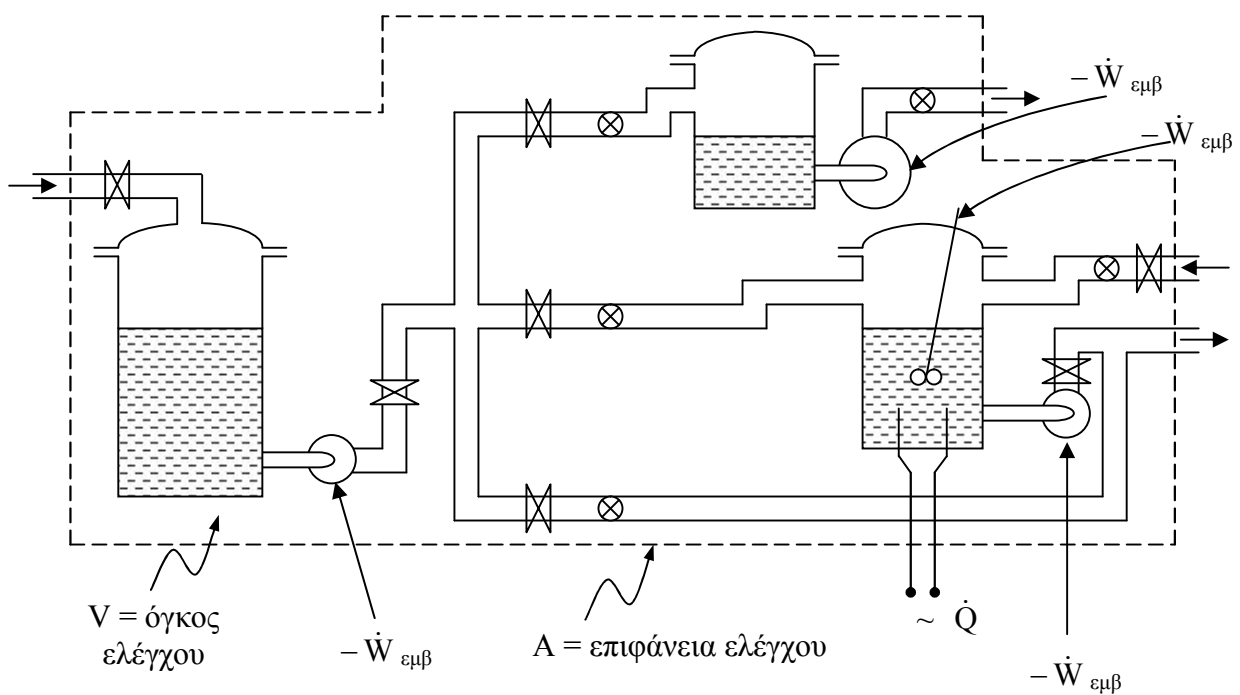 − Ẇ εμβ
− Ẇ εμβ
V = όγκος
ελέγχου
− Ẇ εμβ
A = επιφάνεια ελέγχου
~ Q̇
− Ẇ εμβ